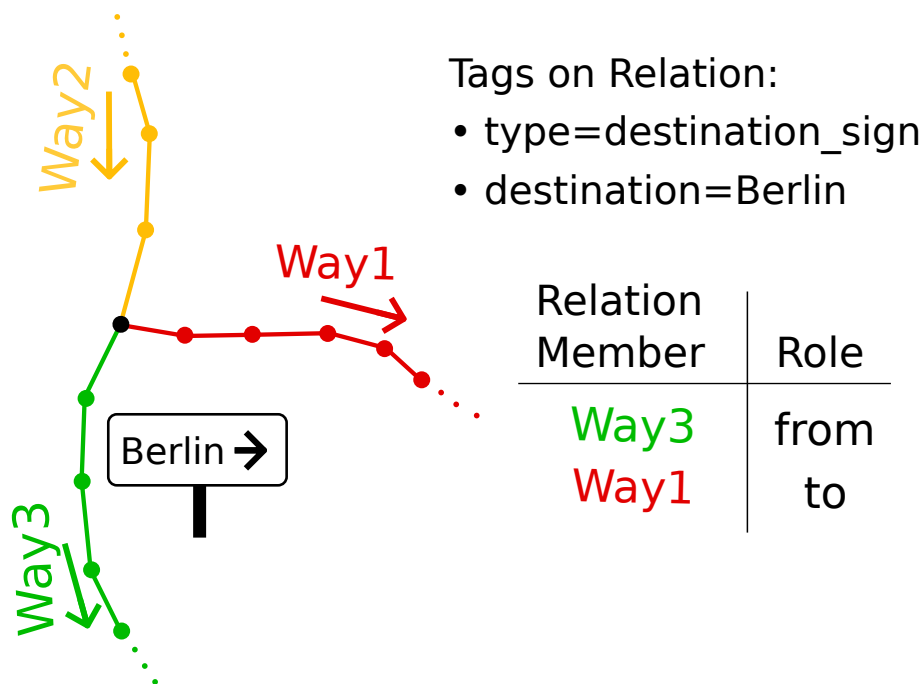 Way2
Tags on Relation:
• type=destination_sign
• destination=Berlin
Way1
Relation
Member Role
Way3 from
Way1 to
Berlin →
Way3